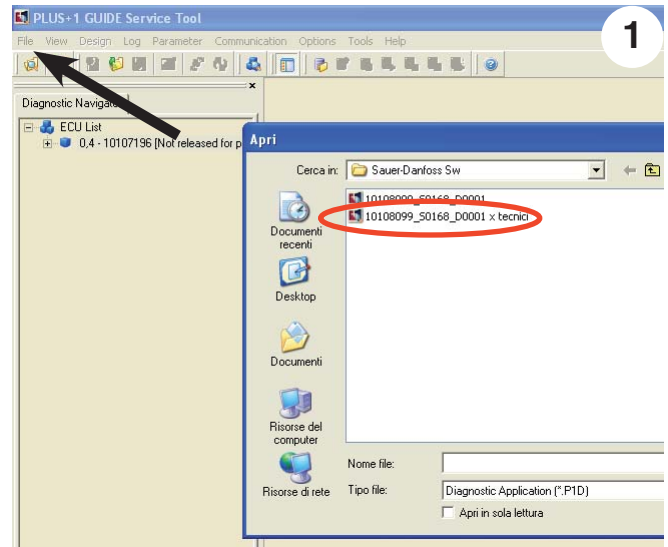 PLUS+1 GUIDE Service Tool
1
File View Design Log Parameter Communication Options Tools Help
Diagnostic Navigator
ECU List
0,4 - 10107196 [Not released for p
Apri
Cerca in: Sauer-Danfoss Sw
10108099_S0168_D0001
10108099_S0168_D0001 x tecnici
Documenti
recenti
Desktop
Documenti
Risorse del
computer
Risorse di rete
Nome file:
Tipo file: Diagnostic Application (*.P1D)
Apri in sola lettura